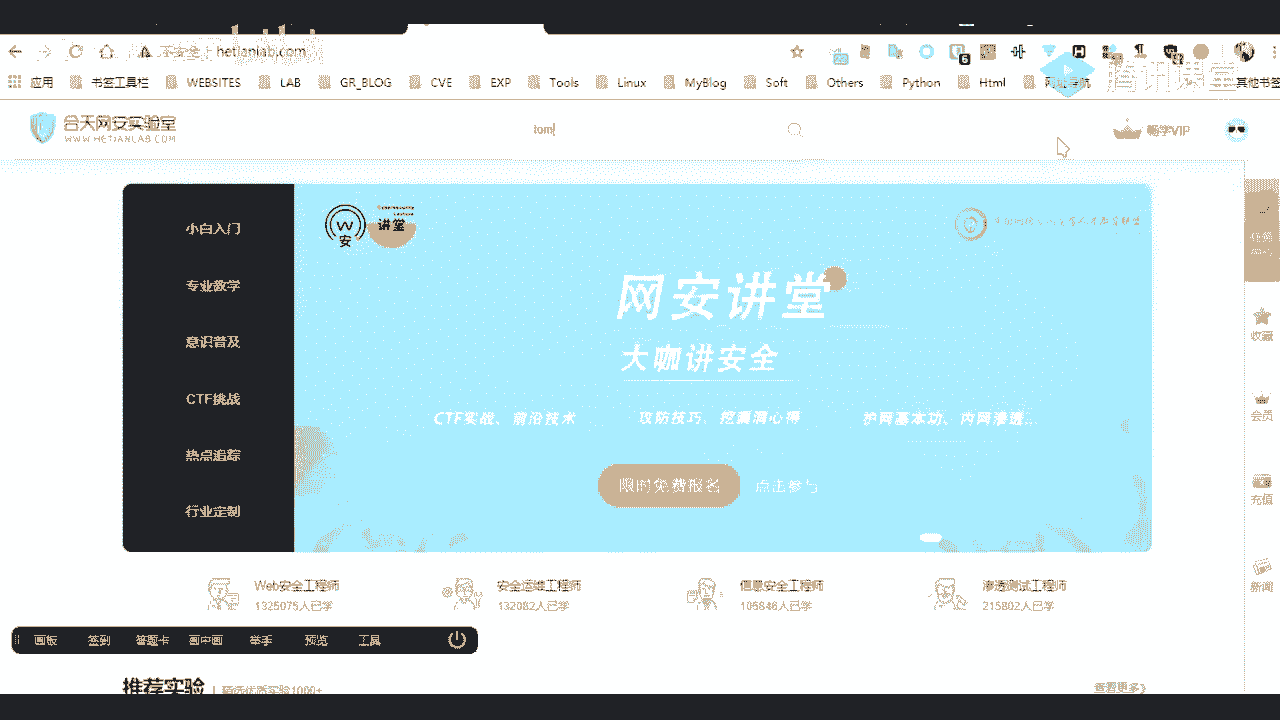 不安全 hetianlab.com
应用 书签工具栏 WEBSITES LAB GR_BLOG CVE EXP Tools Linux MyBlog Soft Others Python Html 其他书签
腾讯课堂
合天网安实验室
WWW.HETIANLAB.COM
tom
畅学VIP
小白入门
专业教学
意识普及
CTF挑战
热点追踪
行业定制
W安
讲堂
网安讲堂
大咖讲安全
CTF实战、前沿技术 攻防技巧、挖漏洞心得 护网基本功、内网渗透...
限时免费报名 点击参与
收藏
会员
充值
新闻
Web安全工程师 安全运维工程师 信息安全工程师 渗透测试工程师
1325075人已学 132082人已学 106846人已学 215802人已学
画板 签到 答题卡 画中画 举手 预览 工具
推荐实验 | 精选优质实验1000+ 查看更多